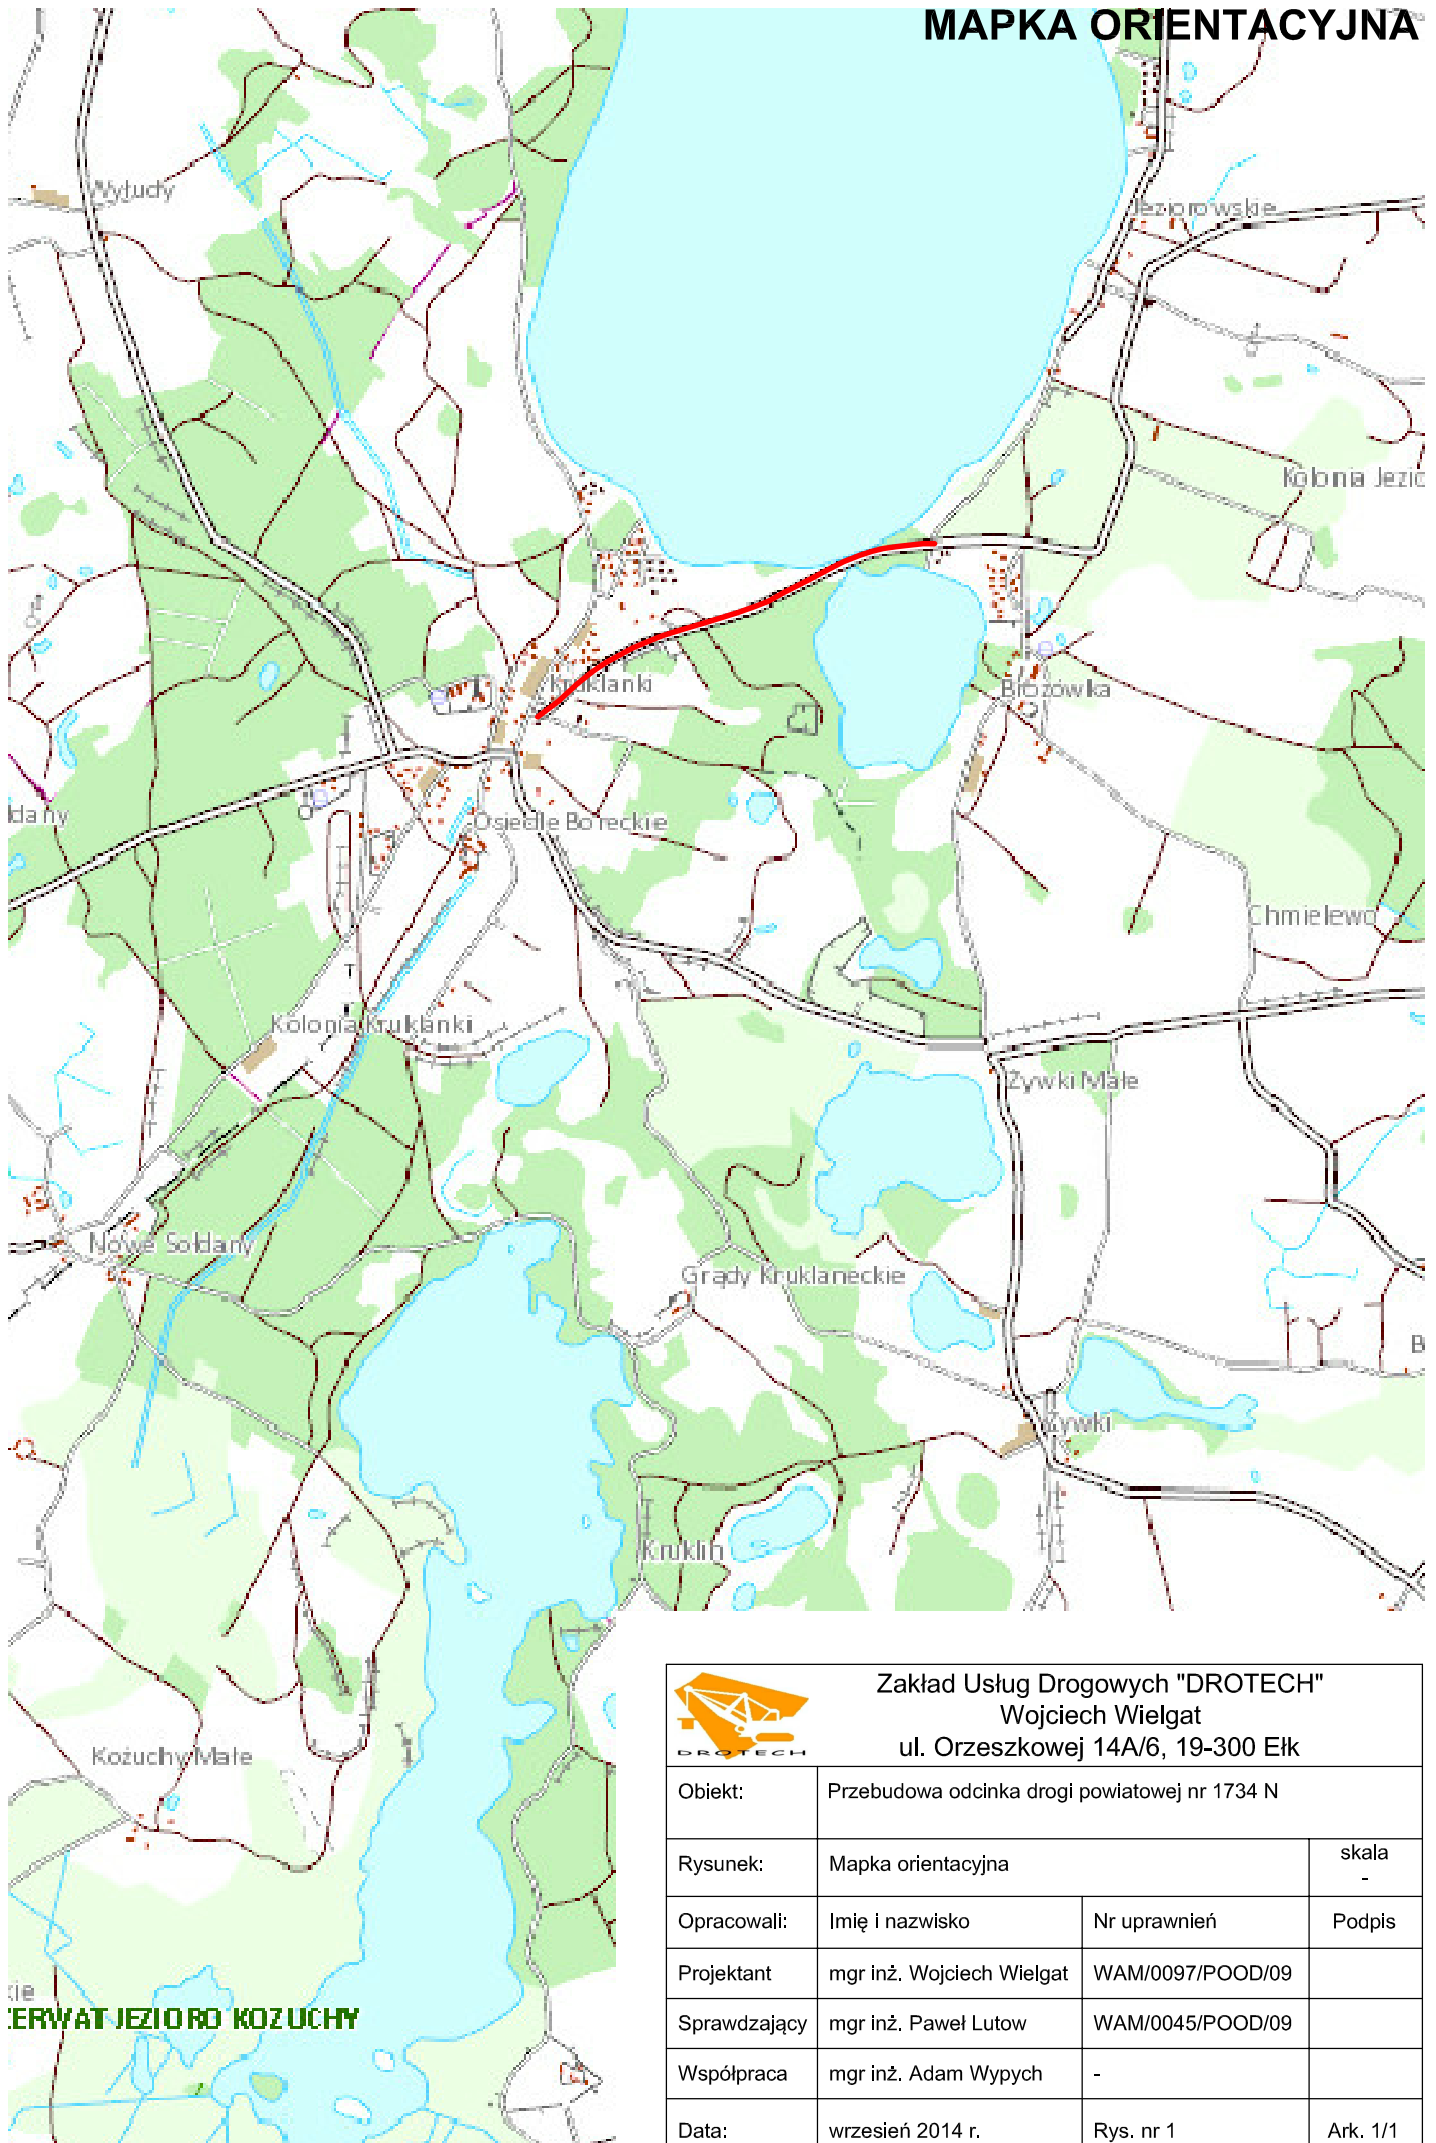 MAPKA ORIENTACYJNA
Wyłudy
Jeziorowskie
Kolonia Jezio
Kruklanki
Brożówka
dany
Osiedle Boreckie
Chmielewo
Kolonia Kruklanki
Żywki Małe
Nowe Sołdany
Grądy Kruklaneckie
B
Żywki
Kruklin
Kożuchy Małe
kie
ERWAT JEZIORO KOŻUCHY
DROTECH
Zakład Usług Drogowych "DROTECH"
Wojciech Wielgat
ul. Orzeszkowej 14A/6, 19-300 Ełk
Obiekt: Przebudowa odcinka drogi powiatowej nr 1734 N
Rysunek: Mapka orientacyjna skala
-
Opracowali: Imię i nazwisko Nr uprawnień Podpis
Projektant mgr inż. Wojciech Wielgat WAM/0097/POOD/09
Sprawdzający mgr inż. Paweł Lutow WAM/0045/POOD/09
Współpraca mgr inż. Adam Wypych -
Data: wrzesień 2014 r. Rys. nr 1 Ark. 1/1